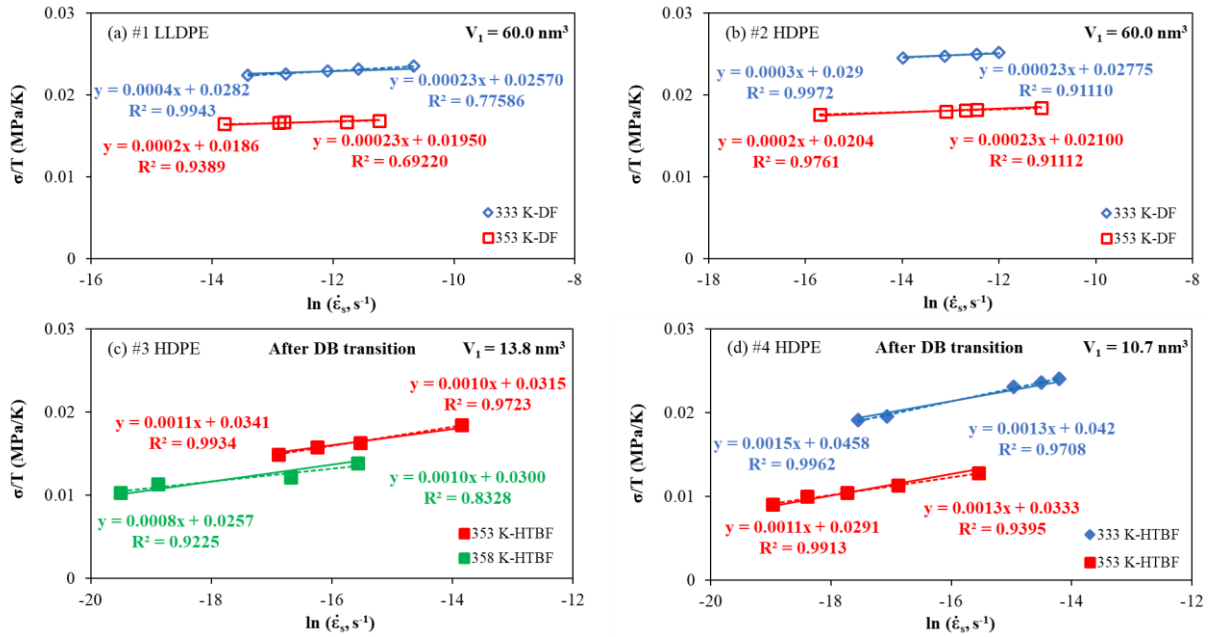 (a) #1 LLDPE
V₁ = 60.0 nm³
0.03
0.02
0.01
0
y = 0.0004x + 0.0282
R² = 0.9943
y = 0.00023x + 0.02570
R² = 0.77586
y = 0.0002x + 0.0186
R² = 0.9389
y = 0.00023x + 0.01950
R² = 0.69220
333 K-DF
353 K-DF
σ/T (MPa/K)
-16 -14 -12 -10 -8
ln (ε̇ₛ, s⁻¹)
(b) #2 HDPE
V₁ = 60.0 nm³
0.03
0.02
0.01
0
y = 0.0003x + 0.029
R² = 0.9972
y = 0.00023x + 0.02775
R² = 0.91110
y = 0.0002x + 0.0204
R² = 0.9761
y = 0.00023x + 0.02100
R² = 0.91112
333 K-DF
353 K-DF
σ/T (MPa/K)
-18 -16 -14 -12 -10 -8
ln (ε̇ₛ, s⁻¹)
(c) #3 HDPE
After DB transition
V₁ = 13.8 nm³
0.03
0.02
0.01
0
y = 0.0010x + 0.0315
R² = 0.9723
y = 0.0011x + 0.0341
R² = 0.9934
y = 0.0010x + 0.0300
R² = 0.8328
y = 0.0008x + 0.0257
R² = 0.9225
353 K-HTBF
358 K-HTBF
σ/T (MPa/K)
-20 -18 -16 -14 -12
ln (ε̇ₛ, s⁻¹)
(d) #4 HDPE
After DB transition
V₁ = 10.7 nm³
0.03
0.02
0.01
0
y = 0.0015x + 0.0458
R² = 0.9962
y = 0.0013x + 0.042
R² = 0.9708
y = 0.0011x + 0.0291
R² = 0.9913
y = 0.0013x + 0.0333
R² = 0.9395
333 K-HTBF
353 K-HTBF
σ/T (MPa/K)
-20 -18 -16 -14 -12
ln (ε̇ₛ, s⁻¹)